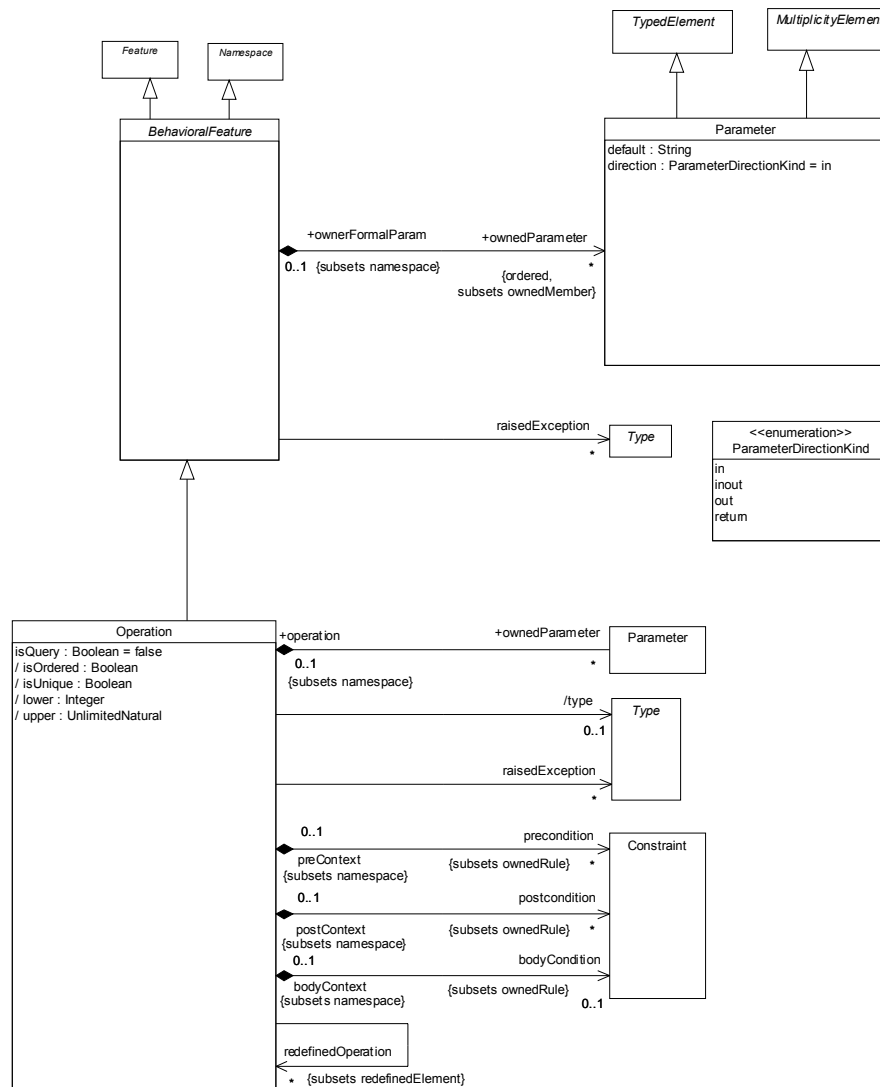 TypedElement
MultiplicityElemen
Feature
Namespace
BehavioralFeature
Parameter
default : String
direction : ParameterDirectionKind = in
+ownerFormalParam
+ownedParameter
0..1
{subsets namespace}
*
{ordered,
subsets ownedMember}
raisedException
*
Type
<<enumeration>>
ParameterDirectionKind
in
inout
out
return
Operation
isQuery : Boolean = false
/ isOrdered : Boolean
/ isUnique : Boolean
/ lower : Integer
/ upper : UnlimitedNatural
+operation
+ownedParameter
0..1
*
{subsets namespace}
Parameter
/type
0..1
Type
raisedException
*
0..1
precondition
preContext
{subsets namespace}
{subsets ownedRule}
*
Constraint
0..1
postcondition
postContext
{subsets namespace}
{subsets ownedRule}
*
0..1
bodyCondition
bodyContext
{subsets namespace}
{subsets ownedRule}
0..1
redefinedOperation
*
{subsets redefinedElement}